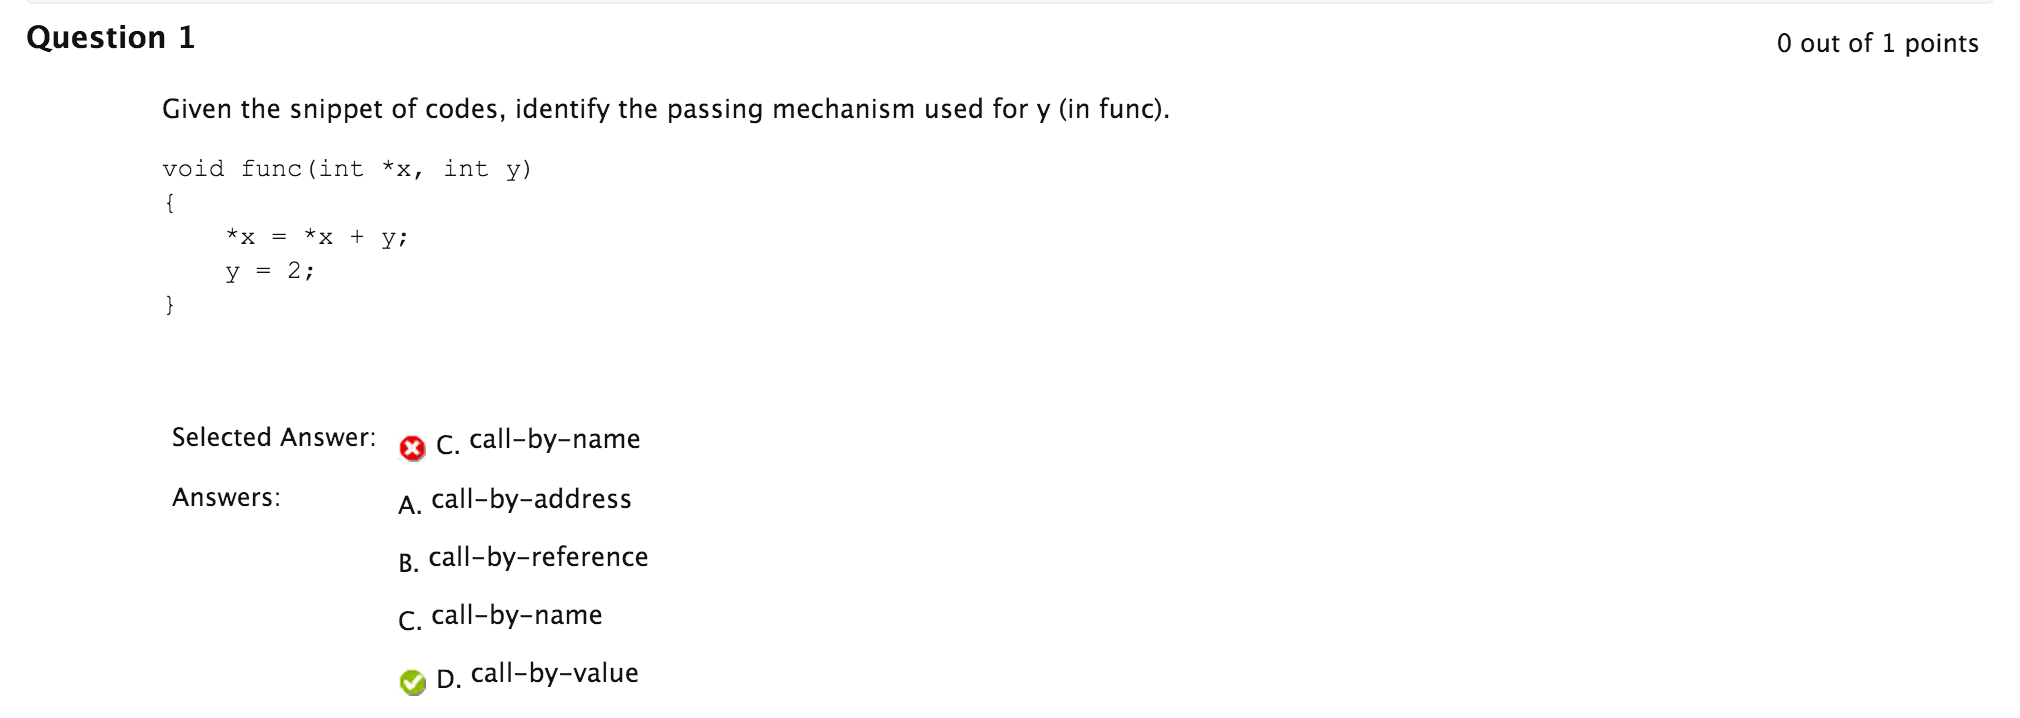 Question 1
0 out of 1 points
Given the snippet of codes, identify the passing mechanism used for y (in func).
void func(int *x, int y)
{
*x = *x + y;
y = 2;
}
Selected Answer: C. call-by-name
Answers: A. call-by-address
B. call-by-reference
C. call-by-name
D. call-by-value